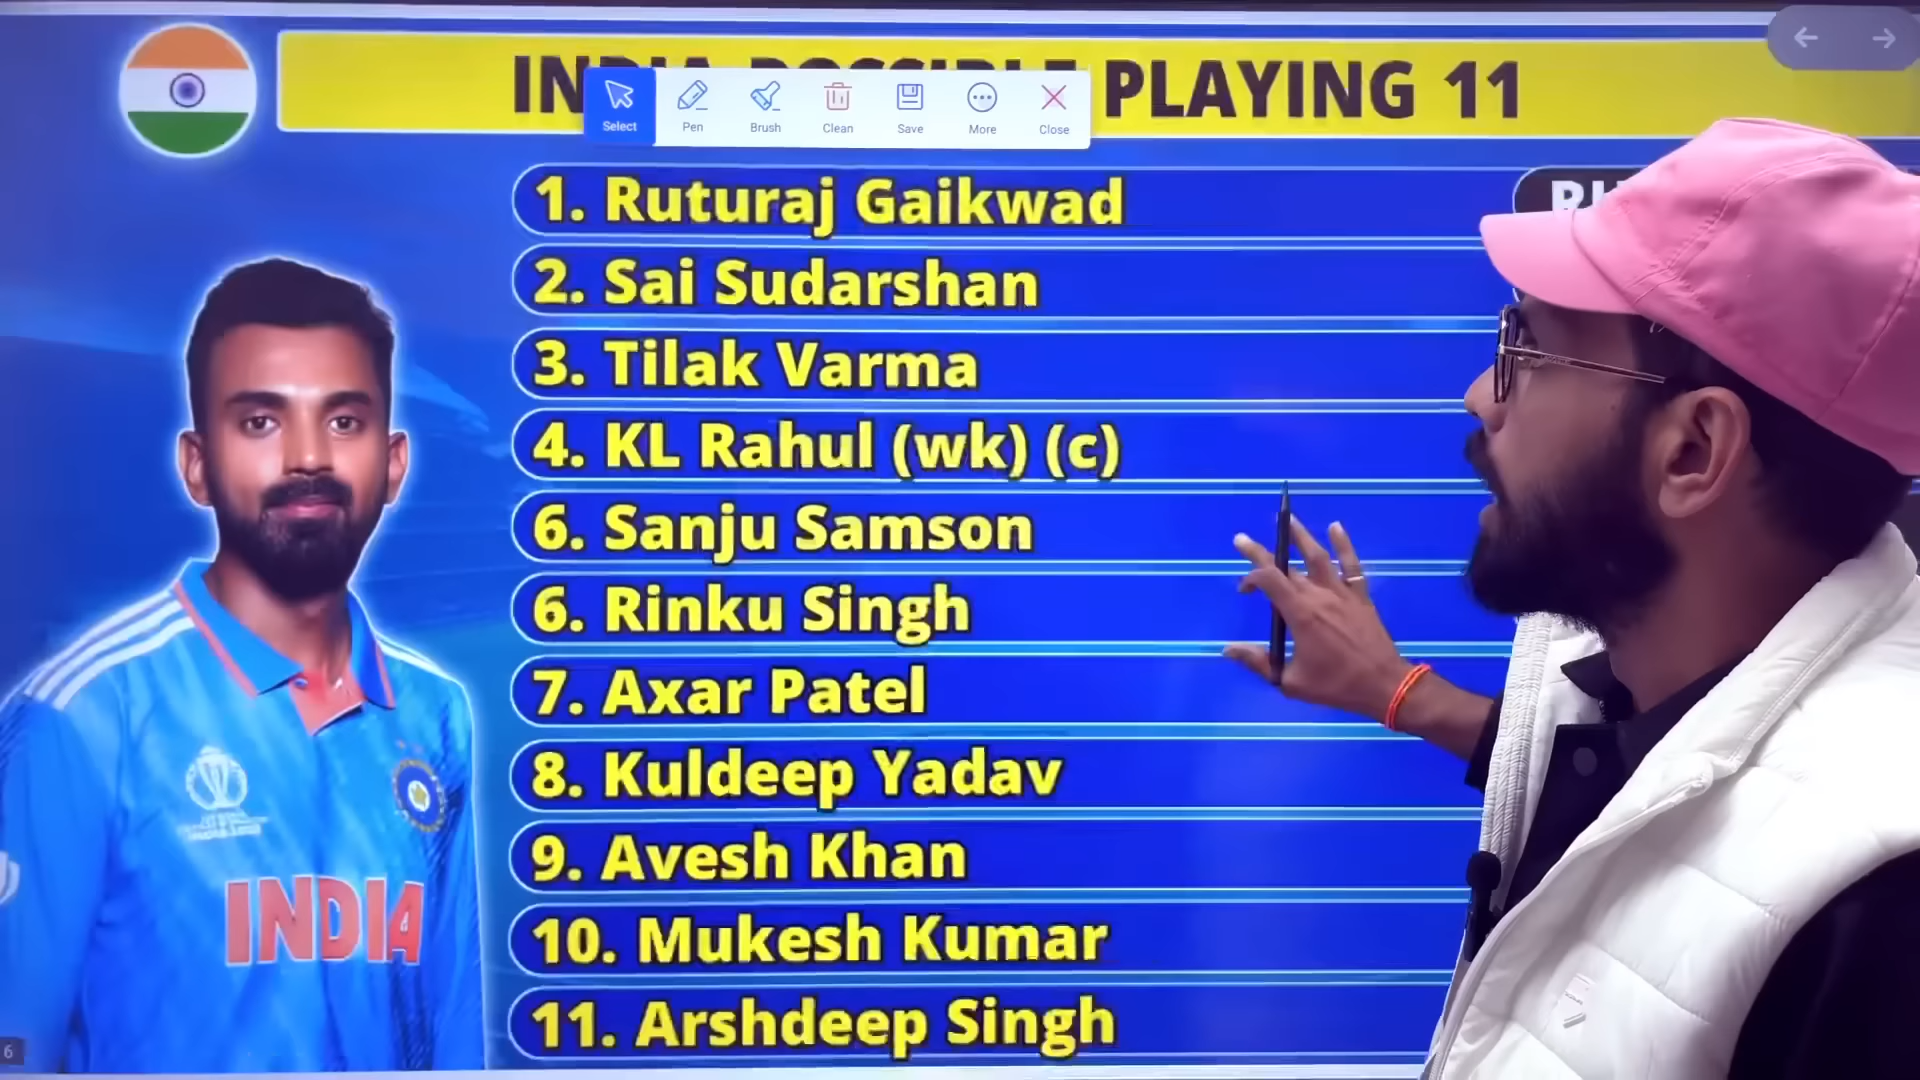 PLAYING 11
Select
Pen
Brush
Clean
Save
More
Close
1. Ruturaj Gaikwad
2. Sai Sudarshan
3. Tilak Varma
4. KL Rahul (wk) (c)
6. Sanju Samson
6. Rinku Singh
7. Axar Patel
8. Kuldeep Yadav
9. Avesh Khan
10. Mukesh Kumar
11. Arshdeep Singh
INDIA
6